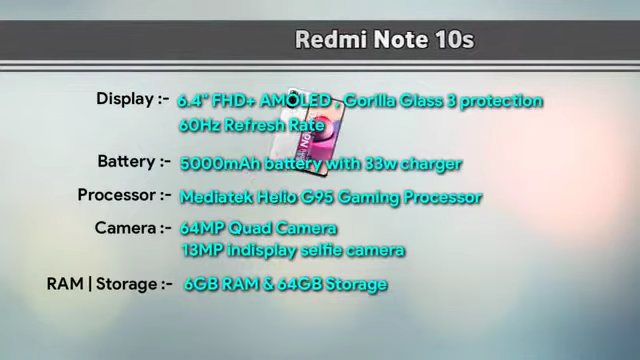 Redmi Note 10s
Display :- 6.4" FHD+ AMOLED , Gorilla Glass 3 protection
60Hz Refresh Rate
Battery :- 5000mAh battery with 33w charger
Processor :- Mediatek Helio G95 Gaming Processor
Camera :- 64MP Quad Camera
13MP indisplay selfie camera
RAM | Storage :- 6GB RAM & 64GB Storage